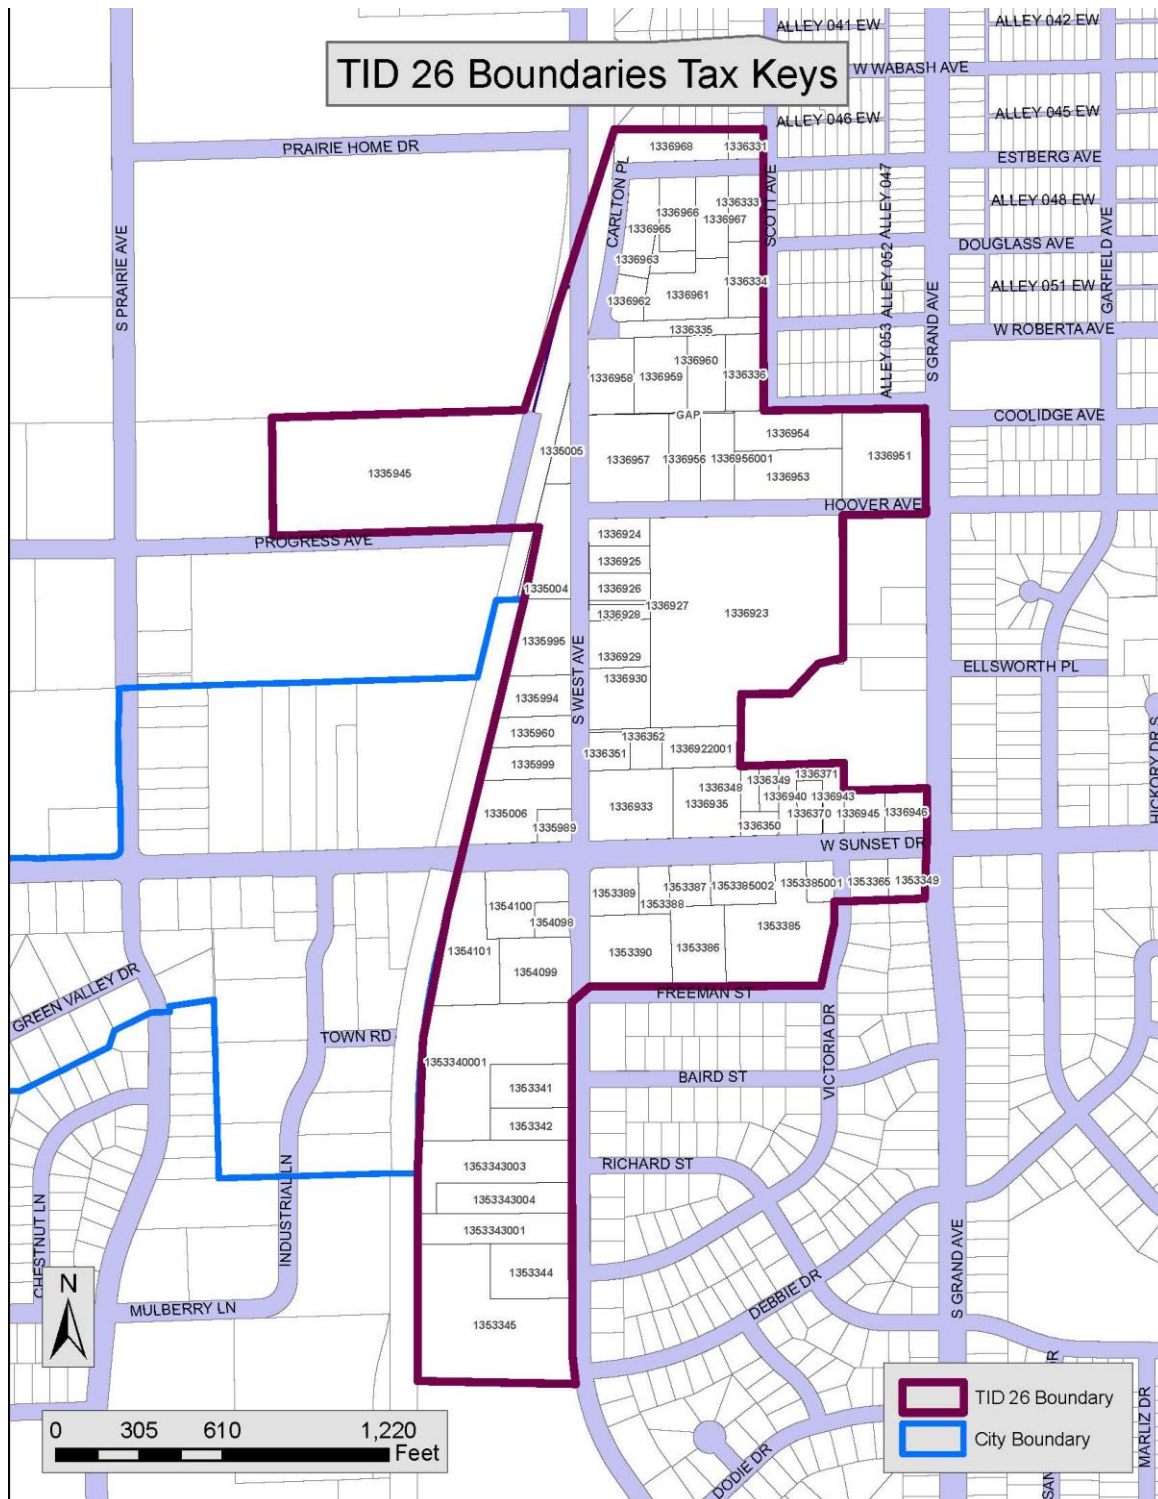 TID 26 Boundaries Tax Keys
ALLEY 041 EW
ALLEY 042 EW
W WABASH AVE
ALLEY 046 EW
ALLEY 045 EW
PRAIRIE HOME DR
1336968
1336331
ESTBERG AVE
CARLTON PL
SCOTT AVE
ALLEY 053 ALLEY 052 ALLEY 047
ALLEY 048 EW
1336333
1336966
1336967
1336965
S PRAIRIE AVE
DOUGLASS AVE
GARFIELD AVE
1336963
1336334
ALLEY 051 EW
1336962
1336961
S GRAND AVE
1336335
W ROBERTA AVE
1336960
1336958
1336959
1336336
GAP
COOLIDGE AVE
1336954
1335005
1336957
1336956
1336956001
1336951
1335945
1336953
HOOVER AVE
1336924
PROGRESS AVE
1336925
1335004
1336926
1336927
1336928
1336923
1335995
1336929
S WEST AVE
ELLSWORTH PL
1336930
1335994
HICKORY DR S
1335960
1336352
1336351
1336922001
1335999
1336349
1336371
1336348
1336933
1336935
1336940
1336943
1335006
1336370
1336945
1336946
1335989
1336350
W SUNSET DR
1353389
1353387
1353385002
1353385001
1353365
1353349
1354100
1353388
1354098
1353385
1354101
1353390
1353386
1354099
GREEN VALLEY DR
FREEMAN ST
TOWN RD
VICTORIA DR
1353340001
BAIRD ST
1353341
1353342
1353343003
RICHARD ST
1353343004
INDUSTRIAL LN
CHESTNUT LN
1353343001
S GRAND AVE
1353344
DEBBIE DR
N
MULBERRY LN
1353345
TID 26 Boundary
City Boundary
MARLIZ DR
DODIE DR
0 305 610 1,220
Feet